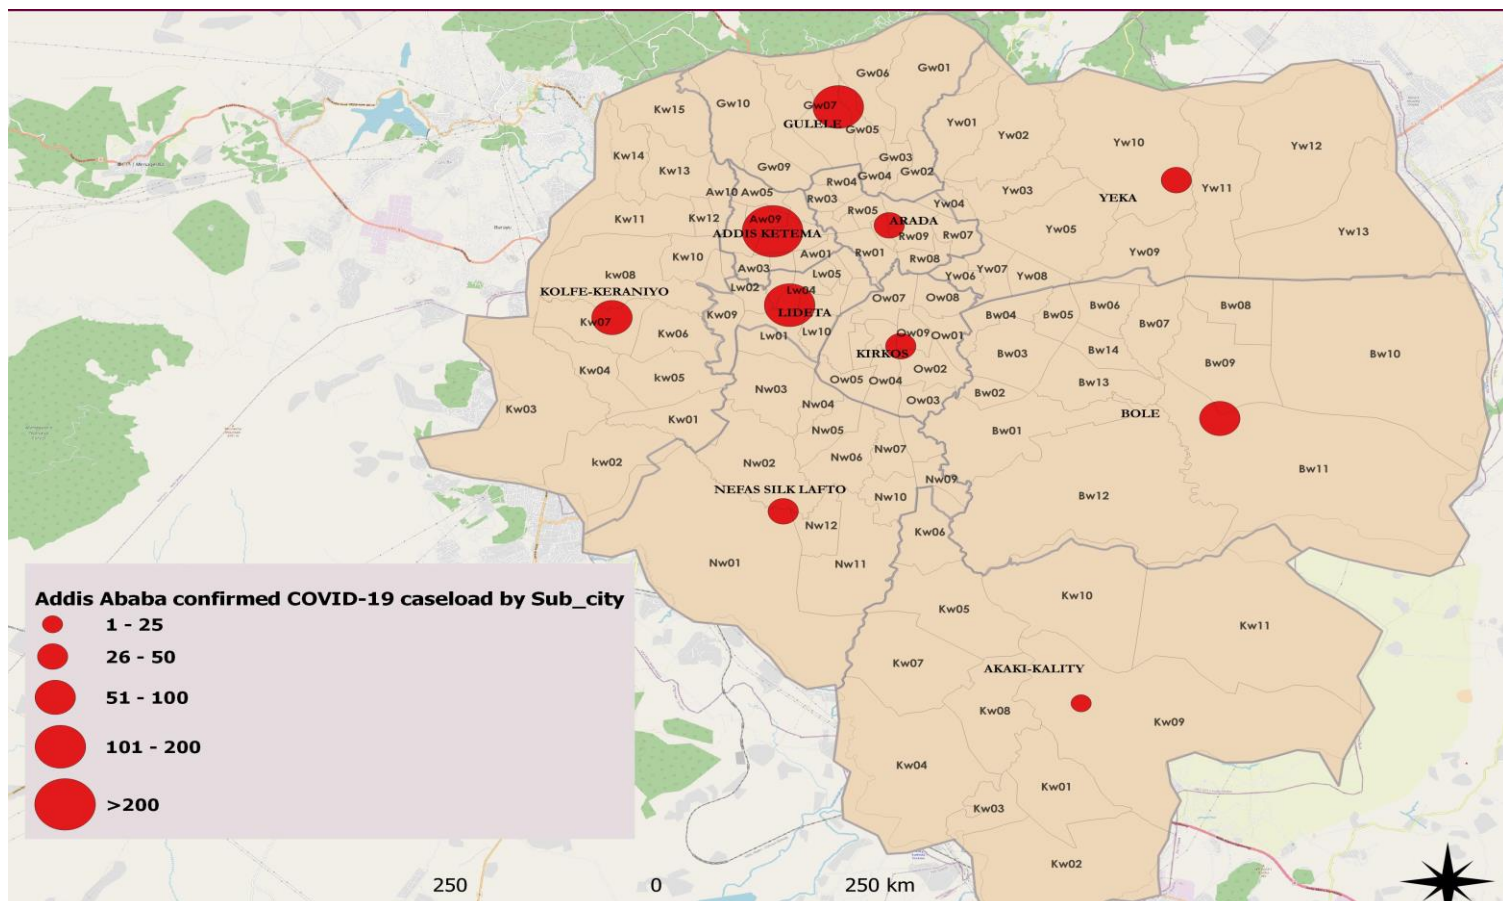 Gw01
Gw06
Gw10
Gw07
Kw15
GULELE
Yw01
Gw05
Yw02
Yw10
Yw12
Kw14
Gw03
Kw13
Gw09
Gw04
Gw02
Rw04
Aw10
Aw05
Rw03
Yw03
Yw11
YEKA
Yw04
Rw05
Kw11
Kw12
Aw09
ARADA
ADDIS KETEMA
Rw09
Rw07
Yw05
Yw13
Aw01
Rw01
Rw08
Yw09
Kw10
Aw03
Lw05
Yw06
Yw07
Yw08
kw08
KOLFE-KERANIYO
Lw02
Lw04
Ow07
Ow08
Bw06
Bw08
LIDETA
Kw09
Bw04
Bw05
Bw07
Kw07
Kw06
Lw01
Lw10
Ow09
Ow01
KIRKOS
Bw03
Bw14
Bw09
Bw10
Kw04
kw05
Ow05
Ow04
Ow02
Bw13
Nw03
Bw02
Ow03
Kw03
Nw04
BOLE
Kw01
Nw05
Bw01
Nw07
kw02
Nw02
Nw06
Bw11
NEFAS SILK LAFTO
Nw09
Nw10
Bw12
Nw12
Kw06
Nw01
Nw11
Kw05
Kw10
Kw11
Kw07
AKAKI-KALITY
Kw08
Kw09
Kw04
Kw01
Kw03
Kw02
Addis Ababa confirmed COVID-19 caseload by Sub_city
1 - 25
26 - 50
51 - 100
101 - 200
>200
250 0 250 km